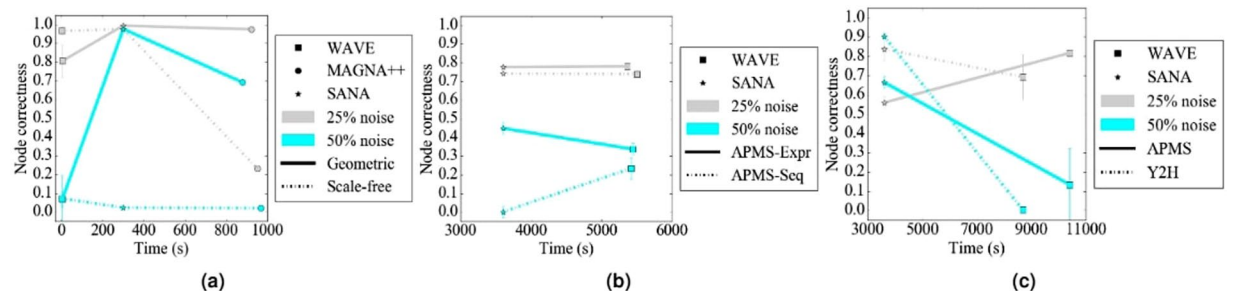 Node correctness
1.0
0.9
0.8
0.7
0.6
0.5
0.4
0.3
0.2
0.1
0.0
0 200 400 600 800 1000
Time (s)
WAVE
MAGNA++
SANA
25% noise
50% noise
Geometric
Scale-free
(a)
Node correctness
1.0
0.9
0.8
0.7
0.6
0.5
0.4
0.3
0.2
0.1
0.0
3000 4000 5000 6000
Time (s)
WAVE
SANA
25% noise
50% noise
APMS-Expr
APMS-Seq
(b)
Node correctness
1.0
0.9
0.8
0.7
0.6
0.5
0.4
0.3
0.2
0.1
0.0
3000 5000 7000 9000 11000
Time (s)
WAVE
SANA
25% noise
50% noise
APMS
Y2H
(c)